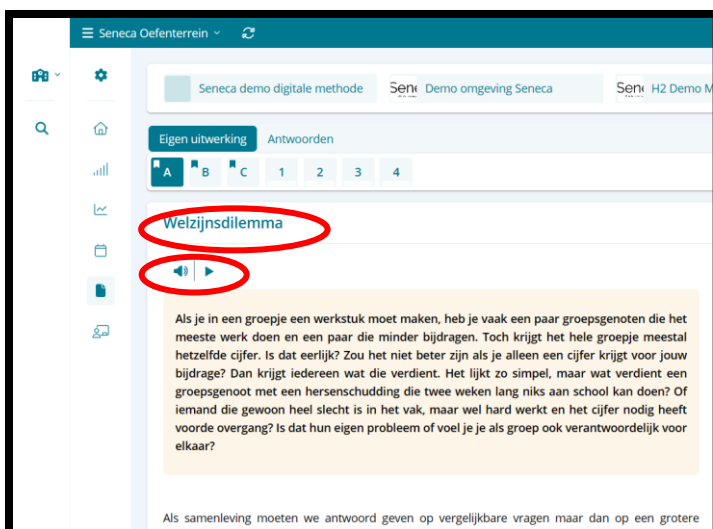 Seneca Oefenterrein
Seneca demo digitale methode
Sen
Demo omgeving Seneca
Sen
H2 Demo M
Eigen uitwerking
Antwoorden
A
B
C
1
2
3
4
Welzijnsdilemma
Als je in een groepje een werkstuk moet maken, heb je vaak een paar groepsgenoten die het
meeste werk doen en een paar die minder bijdragen. Toch krijgt het hele groepje meestal
hetzelfde cijfer. Is dat eerlijk? Zou het niet beter zijn als je alleen een cijfer krijgt voor jouw
bijdrage? Dan krijgt iedereen wat die verdient. Het lijkt zo simpel, maar wat verdient een
groepsgenoot met een hersenschudding die twee weken lang niks aan school kan doen? Of
iemand die gewoon heel slecht is in het vak, maar wel hard werkt en het cijfer nodig heeft
voorde overgang? Is dat hun eigen probleem of voel je je als groep ook verantwoordelijk voor
elkaar?
Als samenleving moeten we antwoord geven op vergelijkbare vragen maar dan op een grotere